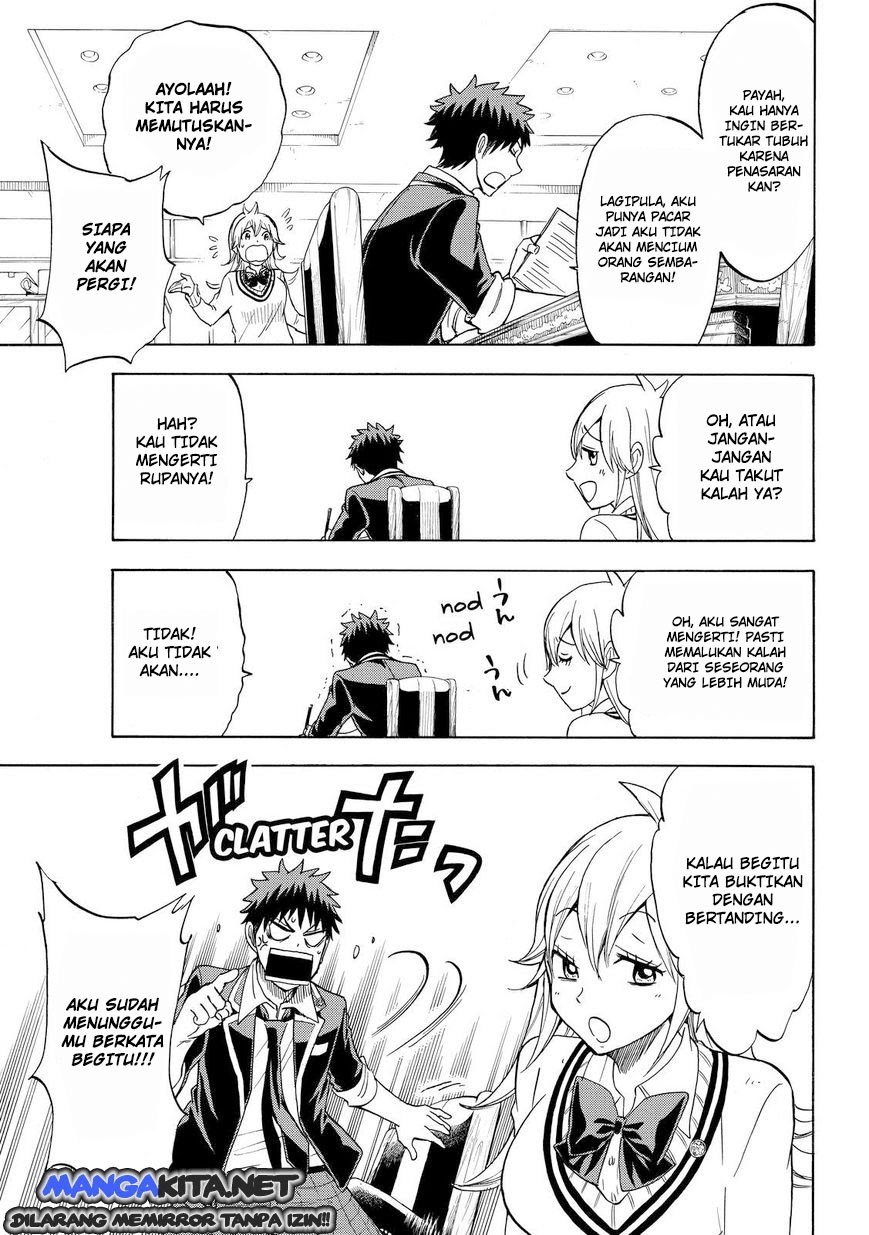 PAYAH,
KAU HANYA
INGIN BER-
TUKAR TUBUH
KARENA
PENASARAN
KAN?
LAGIPULA, AKU
PUNYA PACAR
JADI AKU TIDAK
AKAN MENCIUM
ORANG SEMBA-
RANGAN!
AYOLAAH!
KITA HARUS
MEMUTUSKAN-
NYA!
SIAPA
YANG
AKAN
PERGI!
OH, ATAU
JANGAN-
JANGAN
KAU TAKUT
KALAH YA?
HAH?
KAU TIDAK
MENGERTI
RUPANYA!
OH, AKU SANGAT
MENGERTI! PASTI
MEMALUKAN KALAH
DARI SESEORANG
YANG LEBIH MUDA!
うん
nod
nod
うん
TIDAK!
AKU TIDAK
AKAN....
KALAU BEGITU
KITA BUKTIKAN
DENGAN
BERTANDING...
ガターッ
CLATTER
AKU SUDAH
MENUNGGU-
MU BERKATA
BEGITU!!!
MANGAKITA.NET
DILARANG MEMIRROR TANPA IZIN!!